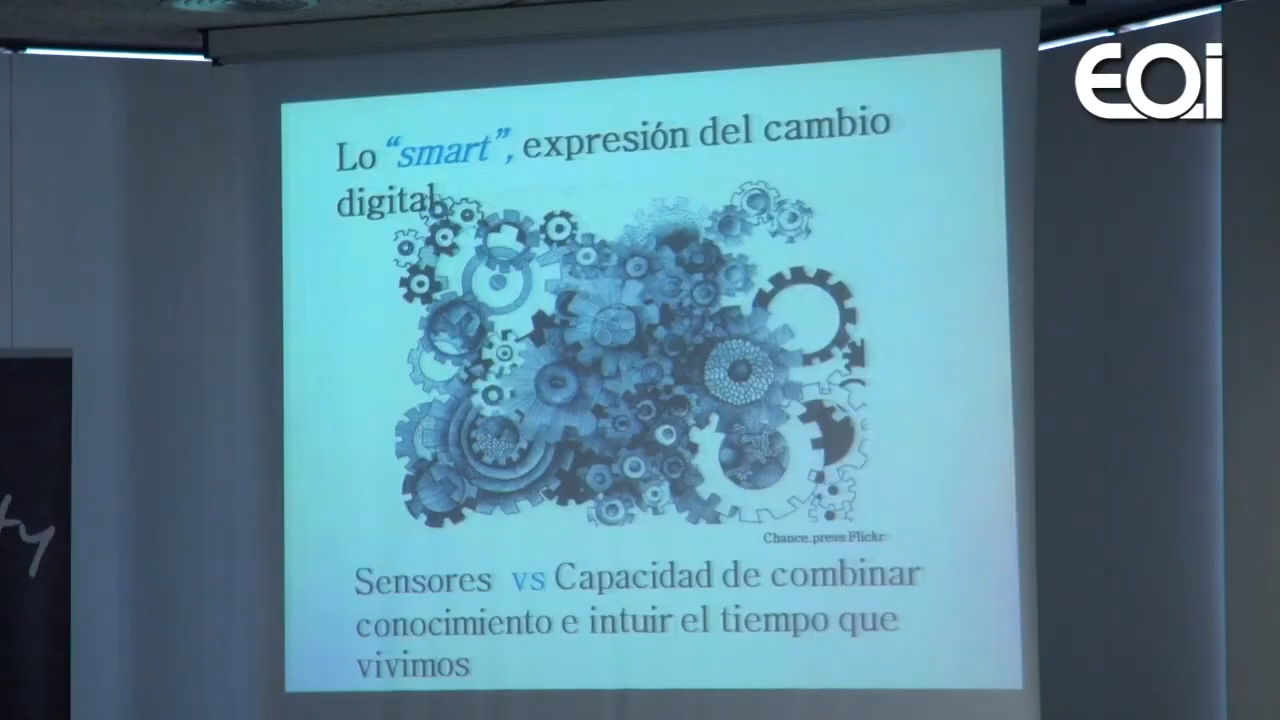 EOi
Lo “smart”, expresión del cambio
digital
Chance.press.Flickr
Sensores vs Capacidad de combinar
conocimiento e intuir el tiempo que
vivimos
ty